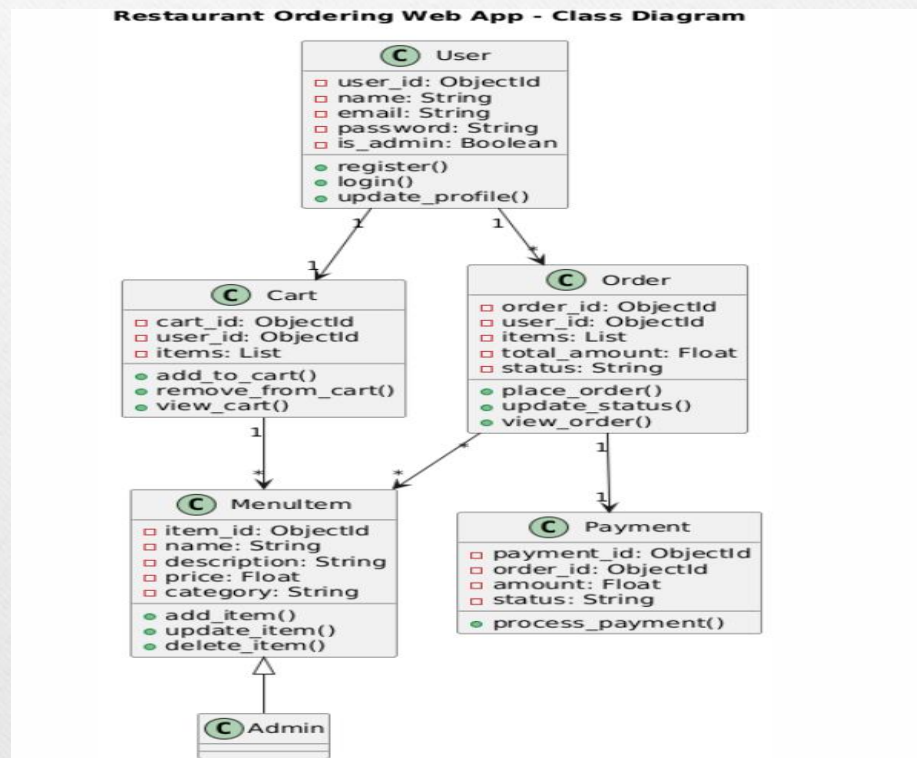 Restaurant Ordering Web App - Class Diagram
C User
user_id: ObjectId
name: String
email: String
password: String
is_admin: Boolean
register()
login()
update_profile()
1
1
1
*
C Cart
cart_id: ObjectId
user_id: ObjectId
items: List
add_to_cart()
remove_from_cart()
view_cart()
C Order
order_id: ObjectId
user_id: ObjectId
items: List
total_amount: Float
status: String
place_order()
update_status()
view_order()
1
*
*
*
1
1
C MenuItem
item_id: ObjectId
name: String
description: String
price: Float
category: String
add_item()
update_item()
delete_item()
C Payment
payment_id: ObjectId
order_id: ObjectId
amount: Float
status: String
process_payment()
C Admin